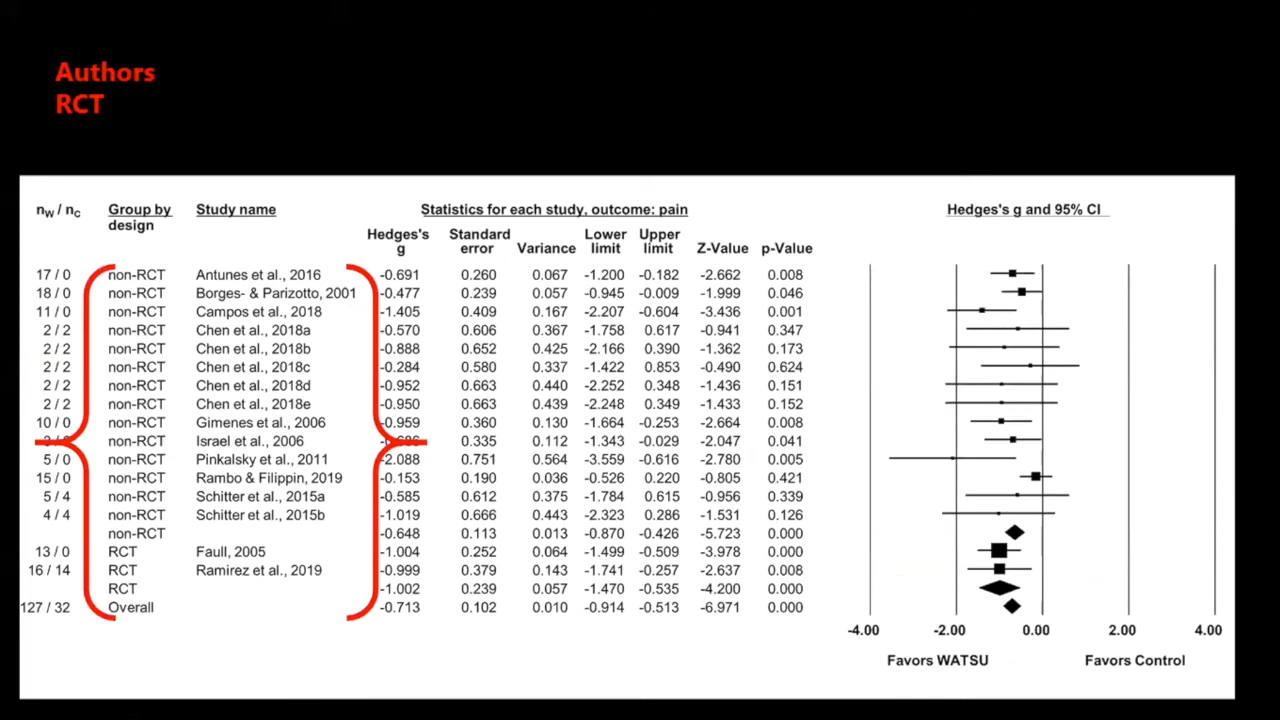 Authors
RCT
nW / nC Group by design Study name Statistics for each study, outcome: pain Hedges's g and 95% CI
Hedges's g Standard error Variance Lower limit Upper limit Z-Value p-Value
17 / 0 non-RCT Antunes et al., 2016 -0.691 0.260 0.067 -1.200 -0.182 -2.662 0.008
18 / 0 non-RCT Borges- & Parizotto, 2001 -0.477 0.239 0.057 -0.945 -0.009 -1.999 0.046
11 / 0 non-RCT Campos et al., 2018 -1.405 0.409 0.167 -2.207 -0.604 -3.436 0.001
2 / 2 non-RCT Chen et al., 2018a -0.570 0.606 0.367 -1.758 0.617 -0.941 0.347
2 / 2 non-RCT Chen et al., 2018b -0.888 0.652 0.425 -2.166 0.390 -1.362 0.173
2 / 2 non-RCT Chen et al., 2018c -0.284 0.580 0.337 -1.422 0.853 -0.490 0.624
2 / 2 non-RCT Chen et al., 2018d -0.952 0.663 0.440 -2.252 0.348 -1.436 0.151
2 / 2 non-RCT Chen et al., 2018e -0.950 0.663 0.439 -2.248 0.349 -1.433 0.152
10 / 0 non-RCT Gimenes et al., 2006 -0.959 0.360 0.130 -1.664 -0.253 -2.664 0.008
non-RCT Israel et al., 2006 0.335 0.112 -1.343 -0.029 -2.047 0.041
5 / 0 non-RCT Pinkalsky et al., 2011 -2.088 0.751 0.564 -3.559 -0.616 -2.780 0.005
15 / 0 non-RCT Rambo & Filippin, 2019 -0.153 0.190 0.036 -0.526 0.220 -0.805 0.421
5 / 4 non-RCT Schitter et al., 2015a -0.585 0.612 0.375 -1.784 0.615 -0.956 0.339
4 / 4 non-RCT Schitter et al., 2015b -1.019 0.666 0.443 -2.323 0.286 -1.531 0.126
non-RCT -0.648 0.113 0.013 -0.870 -0.426 -5.723 0.000
13 / 0 RCT Faull, 2005 -1.004 0.252 0.064 -1.499 -0.509 -3.978 0.000
16 / 14 RCT Ramirez et al., 2019 -0.999 0.379 0.143 -1.741 -0.257 -2.637 0.008
RCT -1.002 0.239 0.057 -1.470 -0.535 -4.200 0.000
127 / 32 Overall -0.713 0.102 0.010 -0.914 -0.513 -6.971 0.000
-4.00 -2.00 0.00 2.00 4.00
Favors WATSU Favors Control